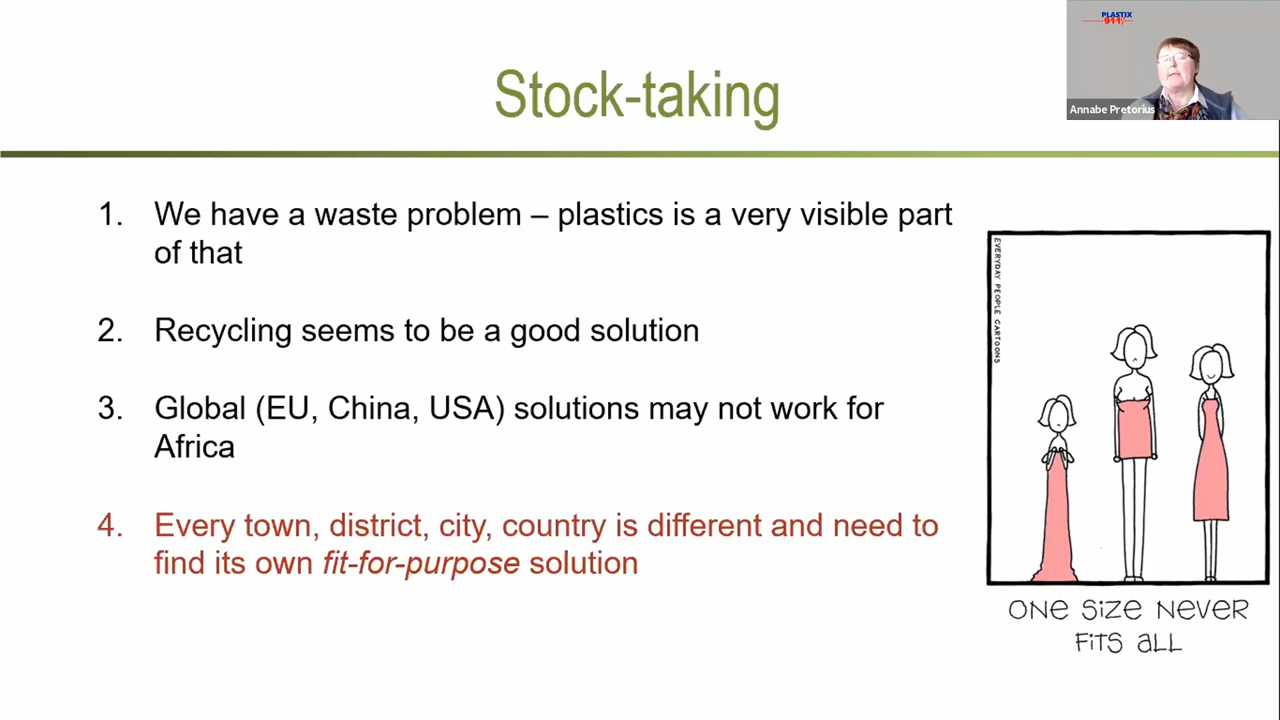 PLASTIX
911
Annabe Pretorius
Stock-taking
1. We have a waste problem – plastics is a very visible part
of that
2. Recycling seems to be a good solution
3. Global (EU, China, USA) solutions may not work for
Africa
4. Every town, district, city, country is different and need to
find its own fit-for-purpose solution
EVERYDAY PEOPLE CARTOONS
ONE SIZE NEVER
FITS ALL